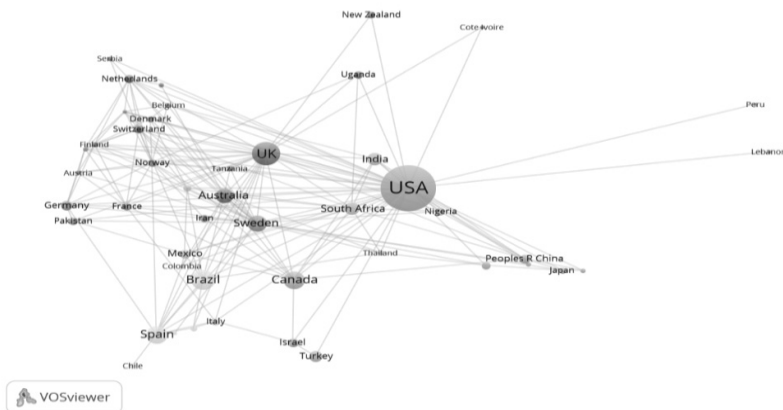 New Zealand
Cote Ivoire
Serbia
Netherlands
Uganda
Peru
Belgium
Denmark
Switzerland
Finland
UK
India
Lebanon
Norway
Tanzania
Austria
USA
Australia
Germany
France
South Africa
Nigeria
Pakistan
Iran
Sweden
Mexico
Thailand
Peoples R China
Colombia
Japan
Brazil
Canada
Italy
Spain
Israel
Turkey
Chile
VOSviewer